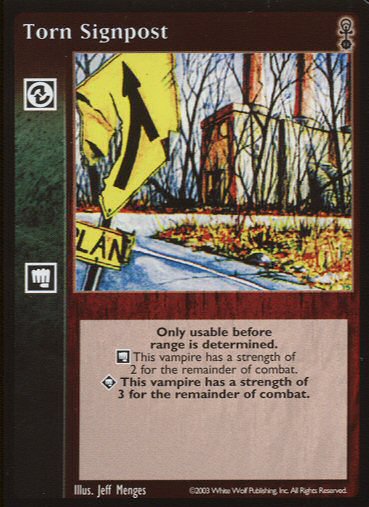 Torn Signpost
LAN
Only usable before
range is determined.
This vampire has a strength of
2 for the remainder of combat.
This vampire has a strength of
3 for the remainder of combat.
Illus. Jeff Menges
©2003 White Wolf Publishing, Inc. All Rights Reserved.